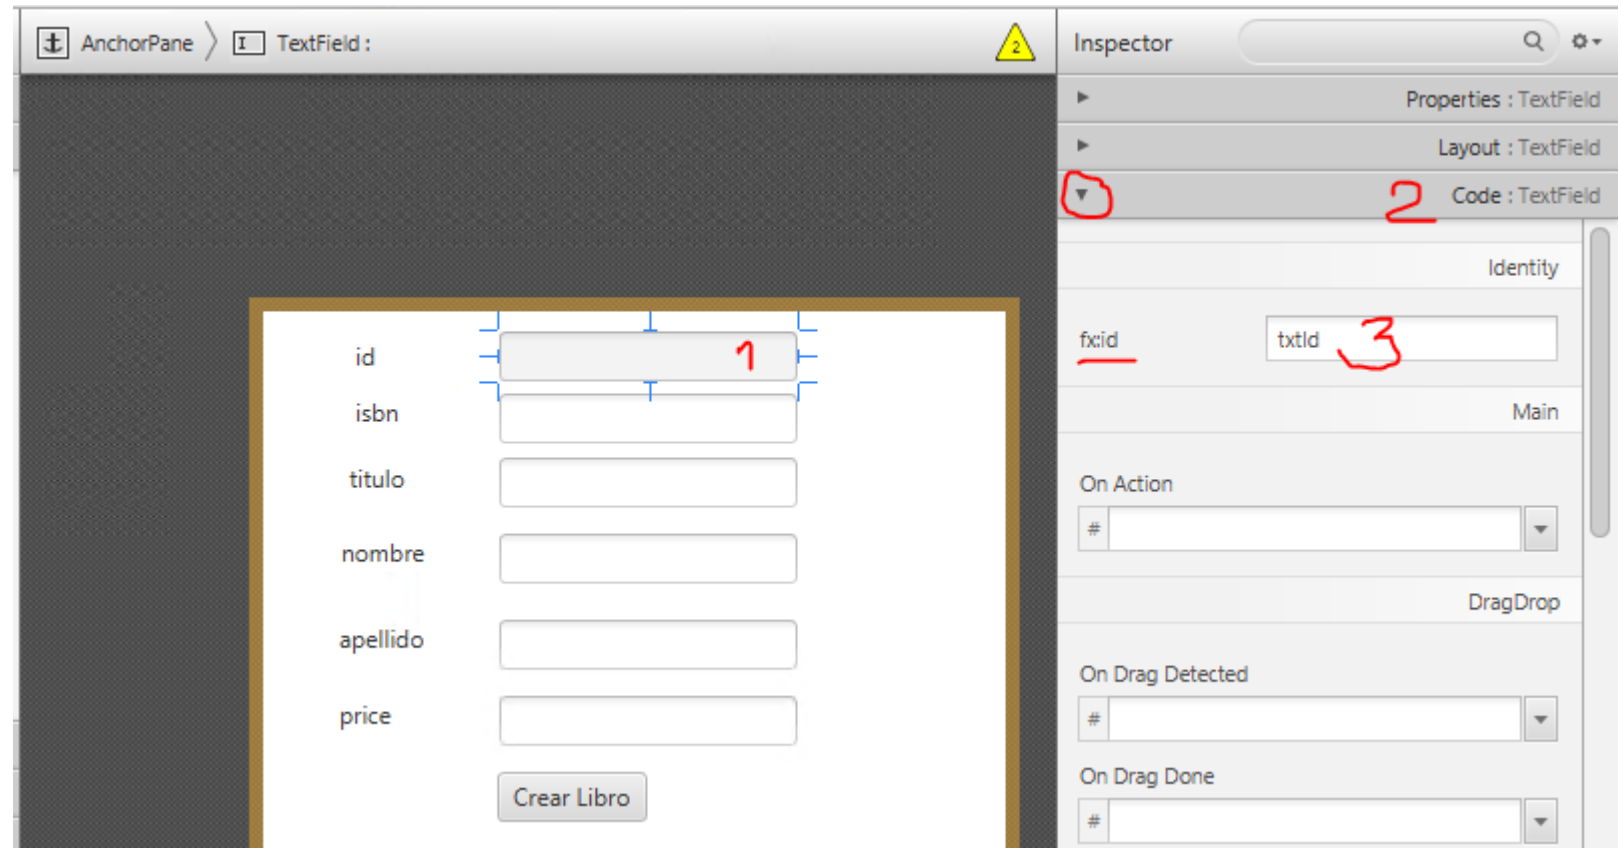 AnchorPane TextField :
2
Inspector
Properties : TextField
Layout : TextField
2 Code : TextField
Identity
fx:id txtId 3
Main
On Action
#
DragDrop
On Drag Detected
#
On Drag Done
#
id 1
isbn
titulo
nombre
apellido
price
Crear Libro